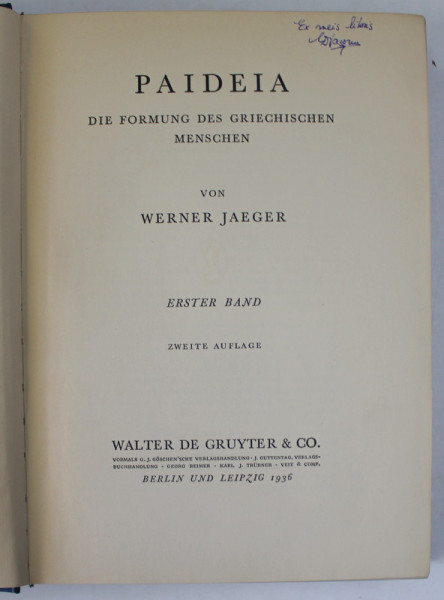 Ex meis libris
PAIDEIA
DIE FORMUNG DES GRIECHISCHEN
MENSCHEN
VON
WERNER JAEGER
ERSTER BAND
ZWEITE AUFLAGE
WALTER DE GRUYTER & CO.
VORMALS G. J. GÖSCHEN'SCHE VERLAGSHANDLUNG · J. GUTTENTAG, VERLAGS-
BUCHHANDLUNG · GEORG REIMER · KARL J. TRÜBNER · VEIT & COMP.
BERLIN UND LEIPZIG 1936